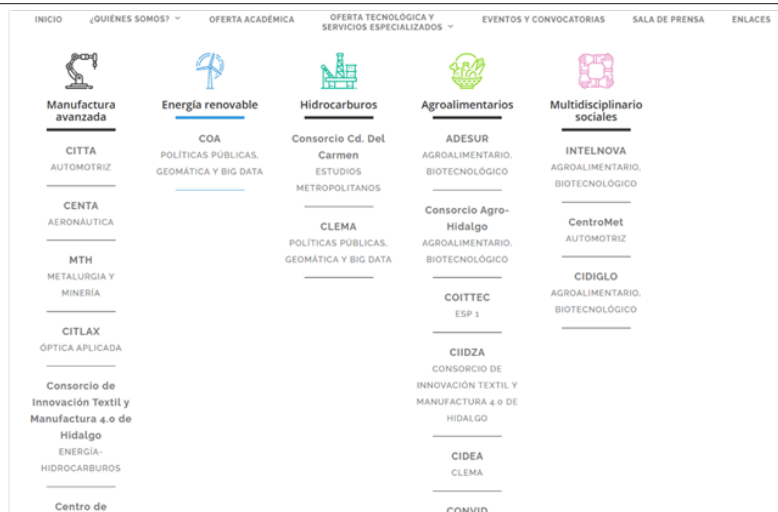 INICIO
¿QUIÉNES SOMOS?
OFERTA ACADÉMICA
OFERTA TECNOLÓGICA Y
SERVICIOS ESPECIALIZADOS
EVENTOS Y CONVOCATORIAS
SALA DE PRENSA
ENLACES
Manufactura
avanzada
CITTA
AUTOMOTRIZ
CENTA
AERONÁUTICA
MTH
METALURGIA Y
MINERÍA
CITLAX
ÓPTICA APLICADA
Consorcio de
Innovación Textil y
Manufactura 4.0 de
Hidalgo
ENERGÍA-
HIDROCARBUROS
Centro de
Energía renovable
COA
POLÍTICAS PÚBLICAS,
GEOMÁTICA Y BIG DATA
Hidrocarburos
Consorcio Cd. Del
Carmen
ESTUDIOS
METROPOLITANOS
CLEMA
POLÍTICAS PÚBLICAS,
GEOMÁTICA Y BIG DATA
Agroalimentarios
ADESUR
AGROALIMENTARIO,
BIOTECNOLÓGICO
Consorcio Agro-
Hidalgo
AGROALIMENTARIO,
BIOTECNOLÓGICO
COITTEC
ESP 1
CIIDZA
CONSORCIO DE
INNOVACIÓN TEXTIL Y
MANUFACTURA 4.0 DE
HIDALGO
CIDEA
CLEMA
CONVID
Multidisciplinario
sociales
INTELNOVA
AGROALIMENTARIO,
BIOTECNOLÓGICO
CentroMet
AUTOMOTRIZ
CIDIGLO
AGROALIMENTARIO,
BIOTECNOLÓGICO